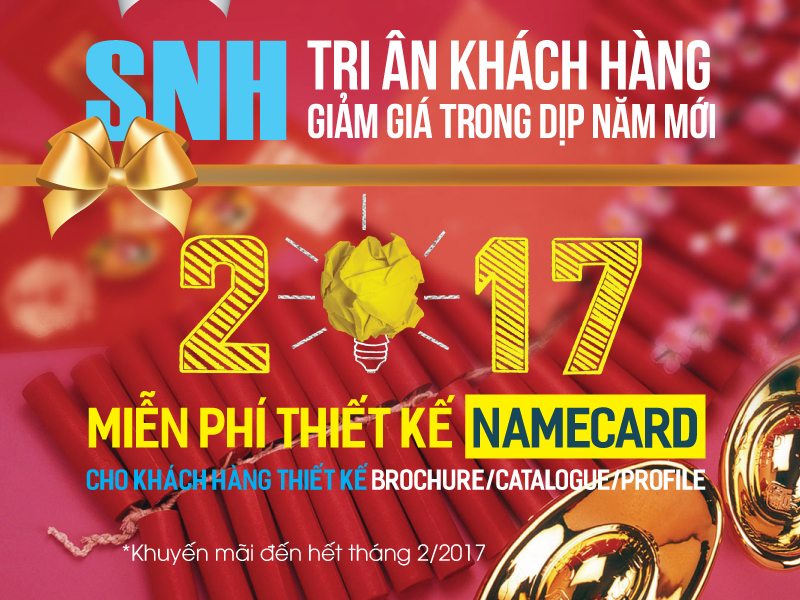 SNH TRI ÂN KHÁCH HÀNG
GIẢM GIÁ TRONG DỊP NĂM MỚI
2017
MIỄN PHÍ THIẾT KẾ NAMECARD
CHO KHÁCH HÀNG THIẾT KẾ BROCHURE/CATALOGUE/PROFILE
*Khuyến mãi đến hết tháng 2/2017